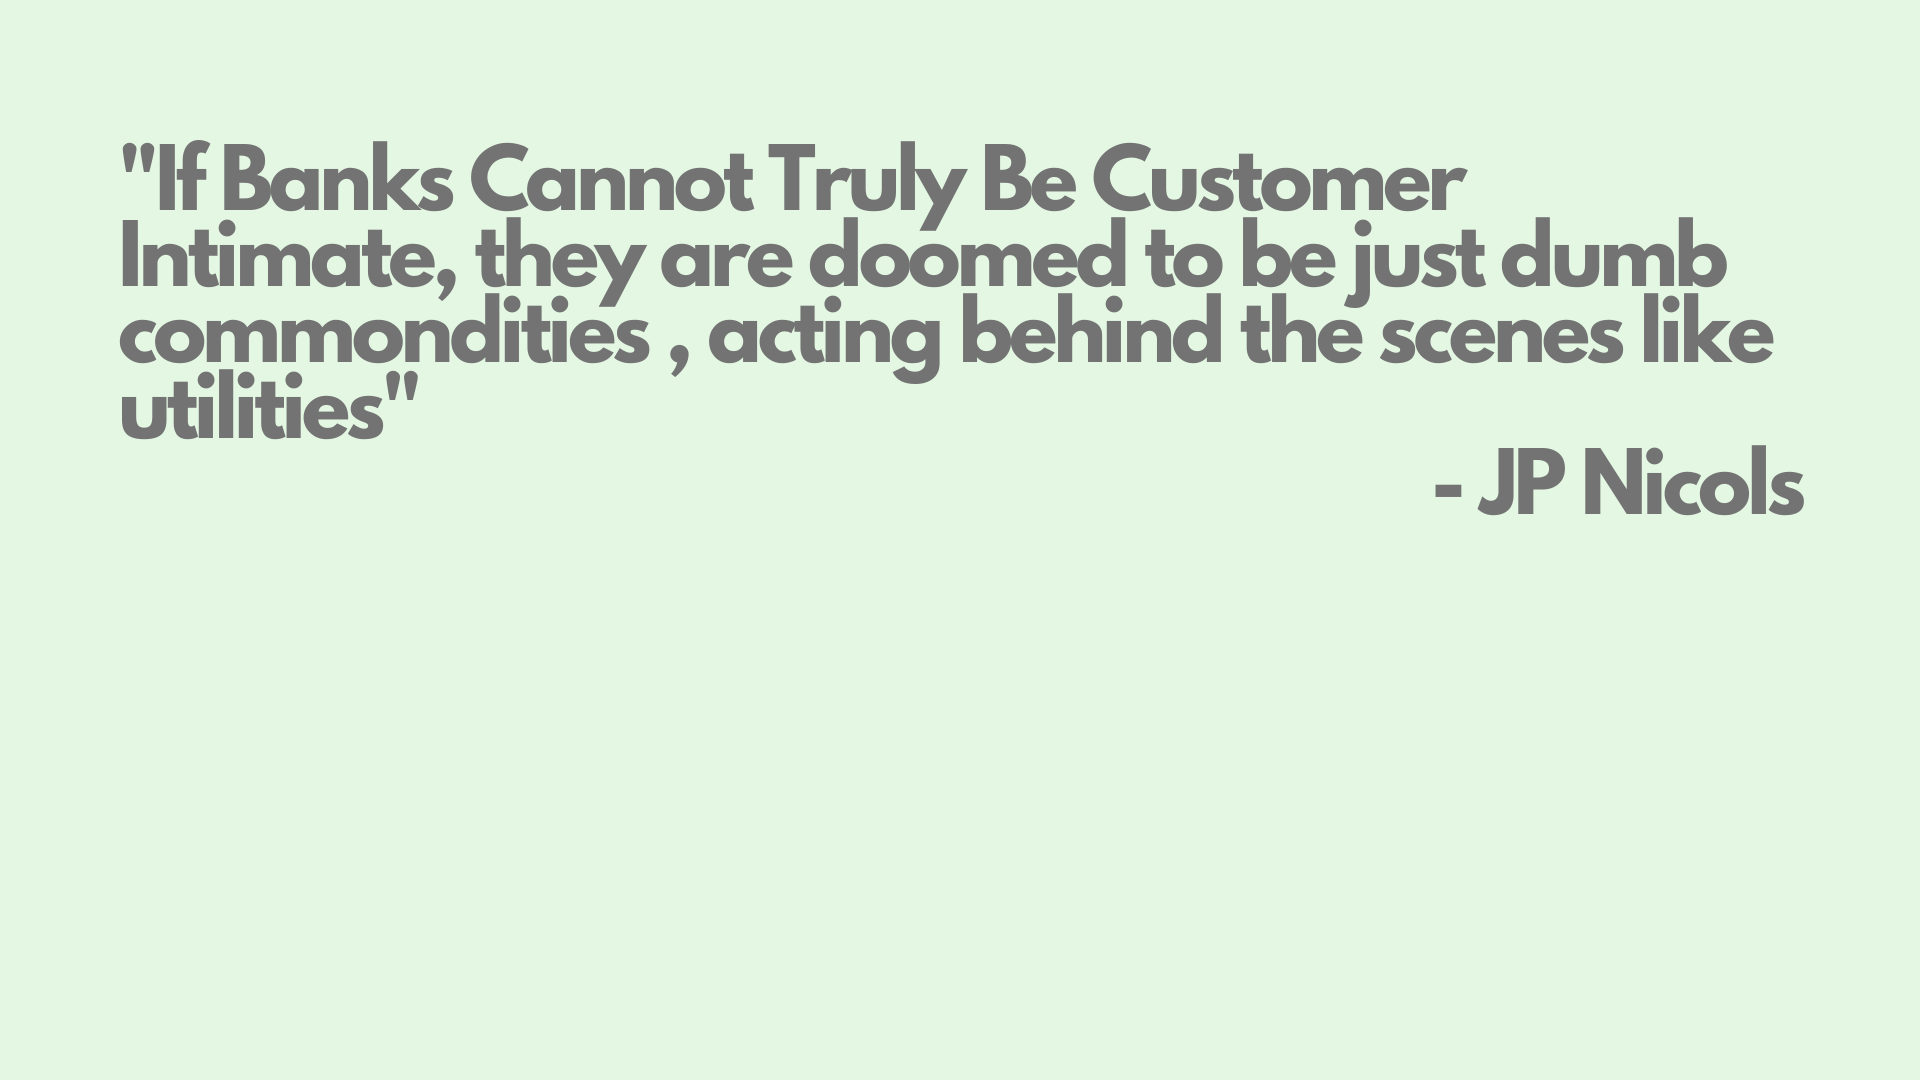 "If Banks Cannot Truly Be Customer
Intimate, they are doomed to be just dumb
commondities , acting behind the scenes like
utilities"
- JP Nicols